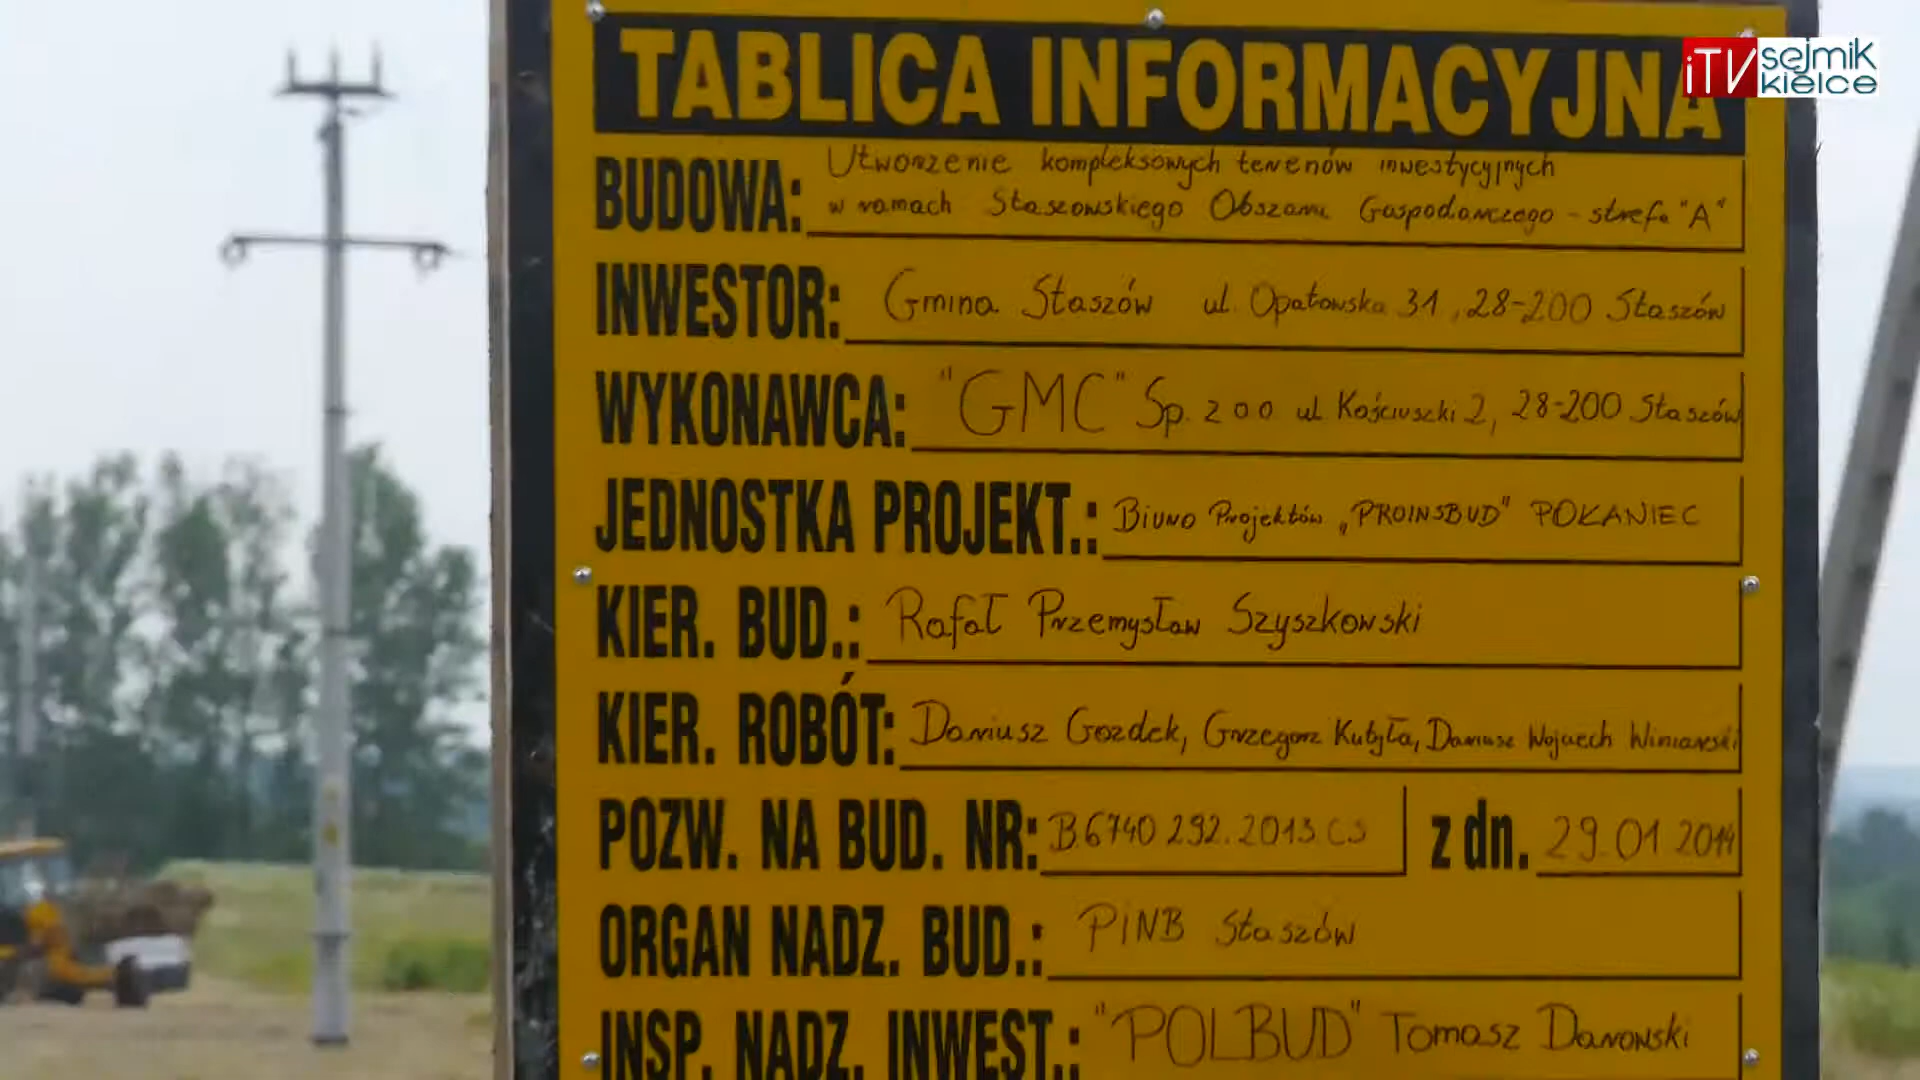 TABLICA INFORMACYJNA
iTV sejmik kielce
BUDOWA: Utworzenie kompleksowych terenów inwestycyjnych
w ramach Staszowskiego Obszaru Gospodarczego - strefa "A"
INWESTOR: Gmina Staszów ul. Opatowska 31, 28-200 Staszów
WYKONAWCA: "GMC" Sp. z o o ul Kościuszki 2, 28-200 Staszów
JEDNOSTKA PROJEKT.: Biuro Projektów „PROINSBUD" POŁANIEC
KIER. BUD.: Rafał Przemysław Szyszkowski
KIER. ROBÓT: Dariusz Gozdek, Grzegorz Kutyła, Dariusz Wojciech Winiarski
POZW. NA BUD. NR: B.6740 292.2013.CS z dn. 29.01 2014
ORGAN NADZ. BUD.: PINB Staszów
INSP. NADZ. INWEST.: "POLBUD" Tomasz Darowski